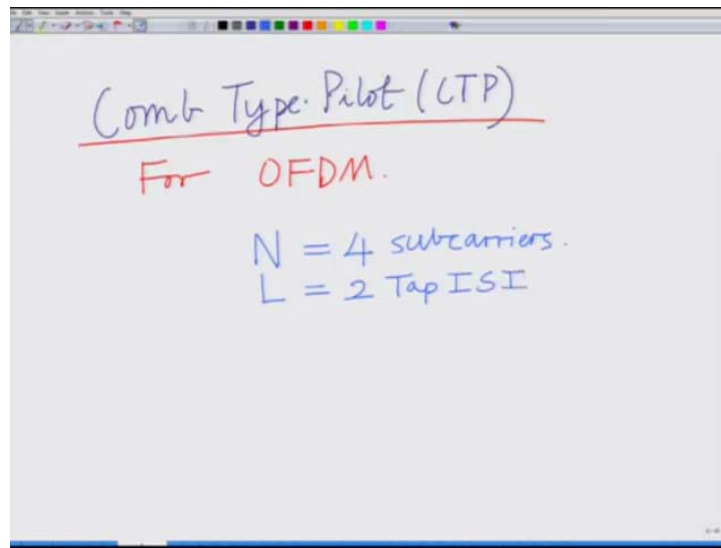 Comb Type Pilot (CTP)
For OFDM.
N = 4 subcarriers.
L = 2 Tap ISI